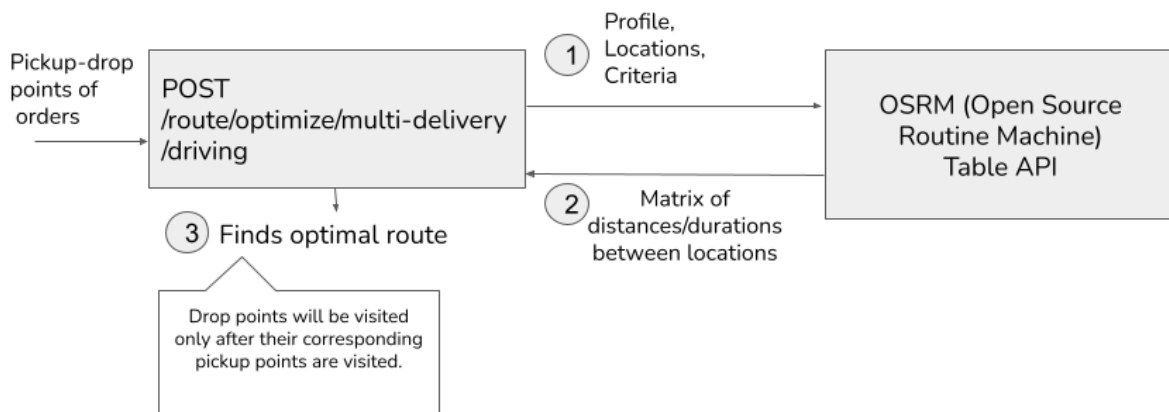 Pickup-drop
points of
orders
POST
/route/optimize/multi-delivery
/driving
1
Profile,
Locations,
Criteria
OSRM (Open Source
Routine Machine)
Table API
2
Matrix of
distances/durations
between locations
3 Finds optimal route
Drop points will be visited
only after their corresponding
pickup points are visited.